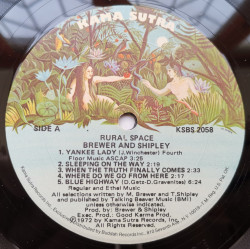 KAMA SUTRA
SIDE A
KSBS 2058
RURAL SPACE
BREWER AND SHIPLEY
1. YANKEE LADY (J.Winchester) Fourth
Floor Music ASCAP 3:25
2. SLEEPING ON THE WAY 2:19
3. WHEN THE TRUTH FINALLY COMES 2:33
4. WHERE DO WE GO FROM HERE 2:17
5. BLUE HIGHWAY (D.Getz-D.Graventies)
Regular and Ethel Music 6:24
All selections written by M. Brewer & T.Shipley
and published by Talking Beaver Music (BMI)
unless otherwise indicated.
Prod. by: Brewer & Shipley
Exec. Prod.: Good Karma Prod.
©1972 by Kama Sutra Records, Inc.
All Rights Reserved